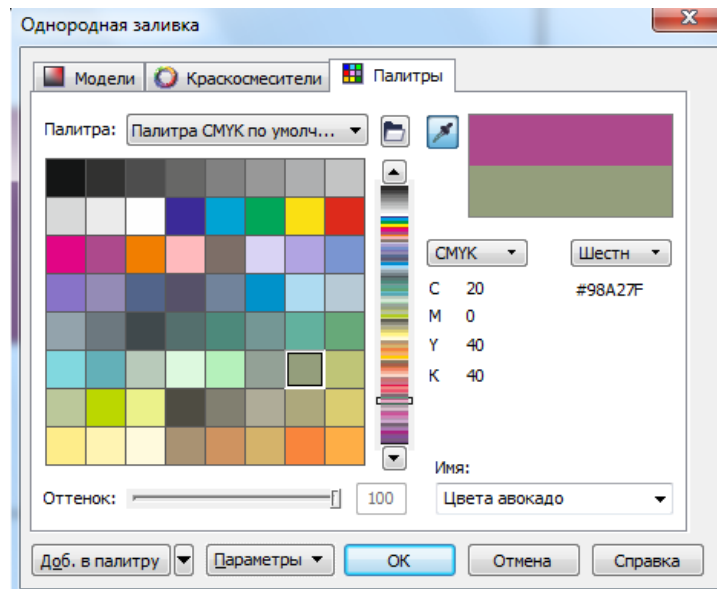 Однородная заливка
Модели Краскосмесители Палитры
Палитра: Палитра CMYK по умолч...
CMYK Шестн
C 20 #98A27F
M 0
Y 40
K 40
Имя:
Оттенок: 100 Цвета авокадо
Доб. в палитру Параметры OK Отмена Справка